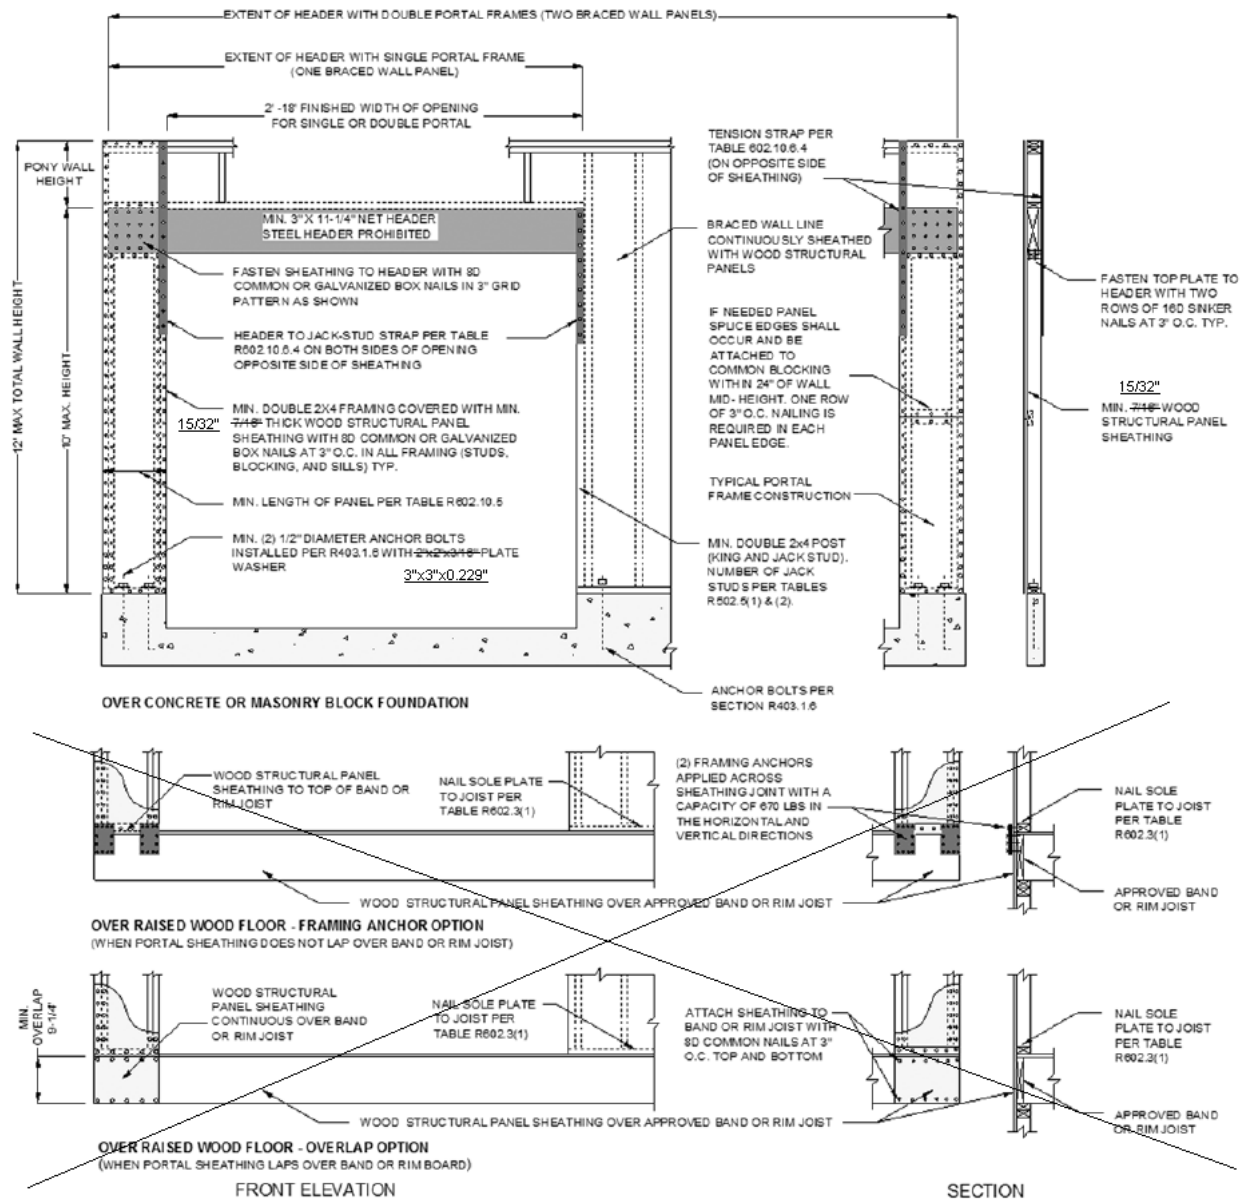 EXTENT OF HEADER WITH DOUBLE PORTAL FRAMES (TWO BRACED WALL PANELS)
EXTENT OF HEADER WITH SINGLE PORTAL FRAME
(ONE BRACED WALL PANEL)
2' -18' FINISHED WIDTH OF OPENING
FOR SINGLE OR DOUBLE PORTAL
PONY WALL
HEIGHT
12' MAX TOTAL WALL HEIGHT
10' MAX. HEIGHT
MIN. 3" X 11-1/4" NET HEADER
STEEL HEADER PROHIBITED
FASTEN SHEATHING TO HEADER WITH 8D
COMMON OR GALVANIZED BOX NAILS IN 3" GRID
PATTERN AS SHOWN
HEADER TO JACK-STUD STRAP PER TABLE
R602.10.6.4 ON BOTH SIDES OF OPENING
OPPOSITE SIDE OF SHEATHING
MIN. DOUBLE 2X4 FRAMING COVERED WITH MIN.
15/32" 7/16" THICK WOOD STRUCTURAL PANEL
SHEATHING WITH 8D COMMON OR GALVANIZED
BOX NAILS AT 3" O.C. IN ALL FRAMING (STUDS,
BLOCKING, AND SILLS) TYP.
MIN. LENGTH OF PANEL PER TABLE R602.10.5
MIN. (2) 1/2" DIAMETER ANCHOR BOLTS
INSTALLED PER R403.1.6 WITH 2"x2"x3/16" PLATE
WASHER
3"x3"x0.229"
TENSION STRAP PER
TABLE 602.10.6.4
(ON OPPOSITE SIDE
OF SHEATHING)
BRACED WALL LINE
CONTINUOUSLY SHEATHED
WITH WOOD STRUCTURAL
PANELS
IF NEEDED PANEL
SPLICE EDGES SHALL
OCCUR AND BE
ATTACHED TO
COMMON BLOCKING
WITHIN 24" OF WALL
MID- HEIGHT. ONE ROW
OF 3" O.C. NAILING IS
REQUIRED IN EACH
PANEL EDGE.
TYPICAL PORTAL
FRAME CONSTRUCTION
MIN. DOUBLE 2x4 POST
(KING AND JACK STUD).
NUMBER OF JACK
STUDS PER TABLES
R502.5(1) & (2).
ANCHOR BOLTS PER
SECTION R403.1.6
FASTEN TOP PLATE TO
HEADER WITH TWO
ROWS OF 16D SINKER
NAILS AT 3" O.C. TYP.
15/32"
MIN. 7/16" WOOD
STRUCTURAL PANEL
SHEATHING
OVER CONCRETE OR MASONRY BLOCK FOUNDATION
WOOD STRUCTURAL PANEL
SHEATHING TO TOP OF BAND OR
RIM JOIST
NAIL SOLE PLATE
TO JOIST PER
TABLE R602.3(1)
(2) FRAMING ANCHORS
APPLIED ACROSS
SHEATHING JOINT WITH A
CAPACITY OF 670 LBS IN
THE HORIZONTAL AND
VERTICAL DIRECTIONS
NAIL SOLE
PLATE TO JOIST
PER TABLE
R602.3(1)
WOOD STRUCTURAL PANEL SHEATHING OVER APPROVED BAND OR RIM JOIST
APPROVED BAND
OR RIM JOIST
OVER RAISED WOOD FLOOR - FRAMING ANCHOR OPTION
(WHEN PORTAL SHEATHING DOES NOT LAP OVER BAND OR RIM JOIST)
MIN.
OVERLAP
9-1/4"
WOOD STRUCTURAL
PANEL SHEATHING
CONTINUOUS OVER BAND
OR RIM JOIST
NAIL SOLE PLATE
TO JOIST PER
TABLE R602.3(1)
ATTACH SHEATHING TO
BAND OR RIM JOIST WITH
8D COMMON NAILS AT 3"
O.C. TOP AND BOTTOM
NAIL SOLE
PLATE TO JOIST
PER TABLE
R602.3(1)
WOOD STRUCTURAL PANEL SHEATHING OVER APPROVED BAND OR RIM JOIST
APPROVED BAND
OR RIM JOIST
OVER RAISED WOOD FLOOR - OVERLAP OPTION
(WHEN PORTAL SHEATHING LAPS OVER BAND OR RIM BOARD)
FRONT ELEVATION
SECTION